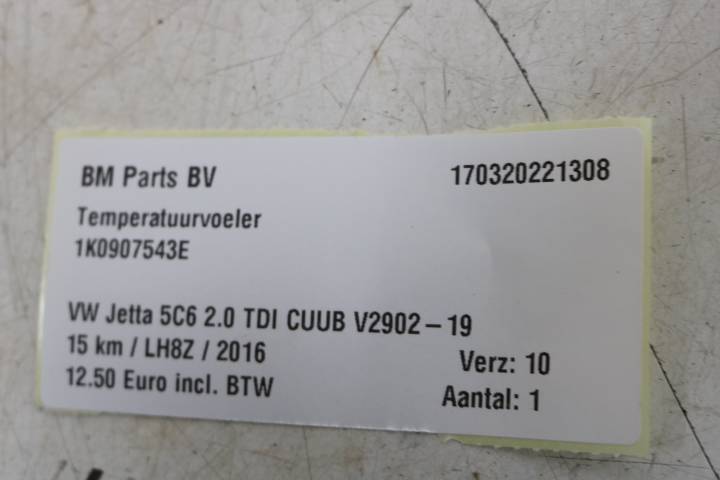 BM Parts BV 170320221308
Temperatuurvoeler
1K0907543E
VW Jetta 5C6 2.0 TDI CUUB V2902-19
15 km / LH8Z / 2016 Verz: 10
12.50 Euro incl. BTW Aantal: 1